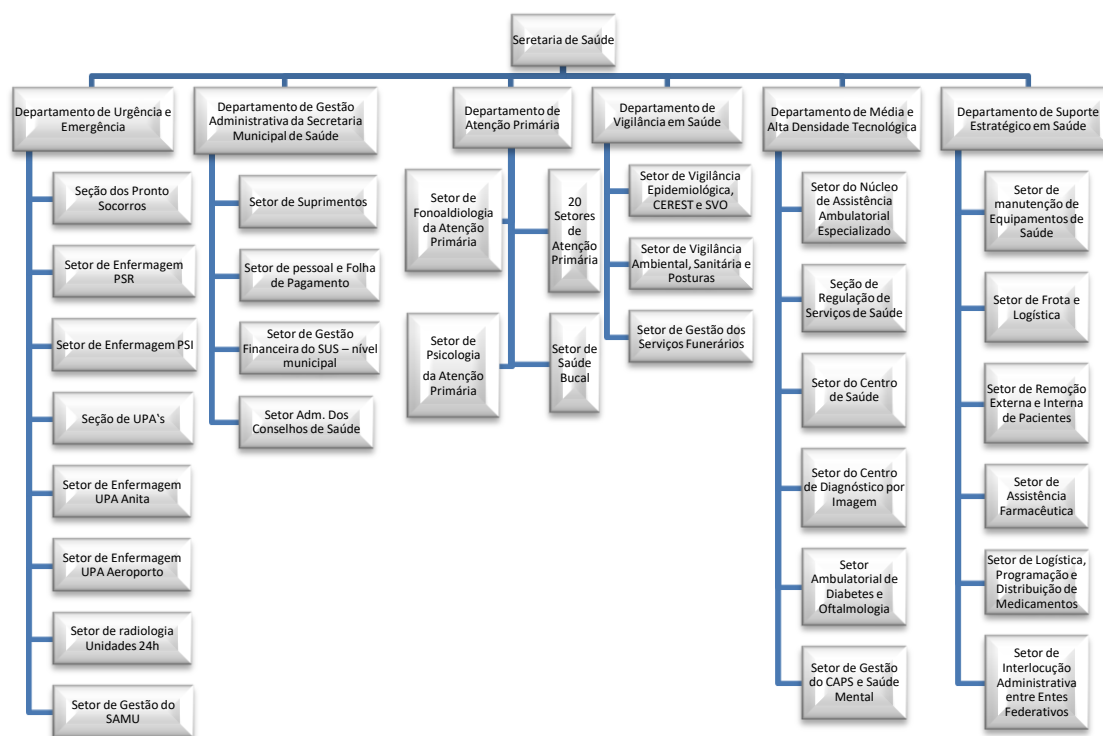 Seretaria de Saúde
Departamento de Urgência e
Emergência
Seção dos Pronto
Socorros
Setor de Enfermagem
PSR
Setor de Enfermagem PSI
Seção de UPA`s
Setor de Enfermagem
UPA Anita
Setor de Enfermagem
UPA Aeroporto
Setor de radiologia
Unidades 24h
Setor de Gestão do
SAMU
Departamento de Gestão
Administrativa da Secretaria
Municipal de Saúde
Setor de Suprimentos
Setor de pessoal e Folha
de Pagamento
Setor de Gestão
Financeira do SUS – nível
municipal
Setor Adm. Dos
Conselhos de Saúde
Departamento de
Atenção Primária
Setor de
Fonoaldiologia
da Atenção
Primária
20
Setores
de
Atenção
Primária
Setor de
Psicologia
da Atenção
Primária
Setor de
Saúde
Bucal
Departamento de
Vigilância em Saúde
Setor de Vigilância
Epidemiológica,
CEREST e SVO
Setor de Vigilância
Ambiental, Sanitária e
Posturas
Setor de Gestão dos
Serviços Funerários
Departamento de Média e
Alta Densidade Tecnológica
Setor do Núcleo
de Assistência
Ambulatorial
Especializado
Seção de
Regulação de
Serviços de Saúde
Setor do Centro
de Saúde
Setor do Centro
de Diagnóstico por
Imagem
Setor
Ambulatorial de
Diabetes e
Oftalmologia
Setor de Gestão
do CAPS e Saúde
Mental
Departamento de Suporte
Estratégico em Saúde
Setor de
manutenção de
Equipamentos de
Saúde
Setor de Frota e
Logística
Setor de Remoção
Externa e Interna
de Pacientes
Setor de
Assistência
Farmacêutica
Setor de Logística,
Programação e
Distribuição de
Medicamentos
Setor de
Interlocução
Administrativa
entre Entes
Federativos